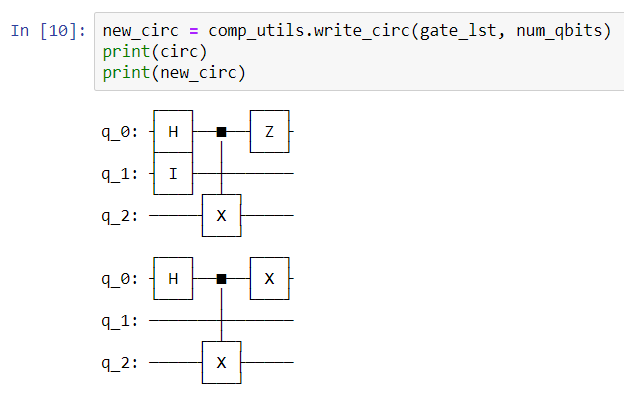 In [10]: new_circ = comp_utils.write_circ(gate_lst, num_qbits)
print(circ)
print(new_circ)
q_0: H Z
q_1: I
q_2: X
q_0: H X
q_1:
q_2: X